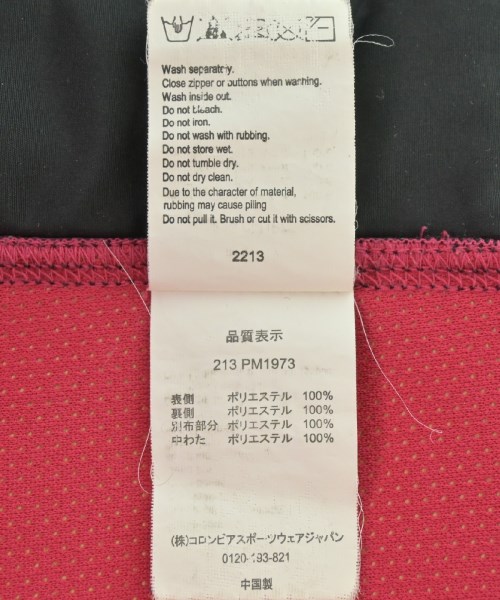 Wash separately.
Close zipper or buttons when warning.
Wash inside out.
Do not bleach.
Do not iron.
Do not wash with rubbing.
Do not store wet.
Do not tumble dry.
Do not dry clean.
Due to the character of material,
rubbing may cause piling
Do not pull it. Brush or cut it with scissors.
2213
品質表示
213 PM1973
表側 ポリエステル 100%
裏側 ポリエステル 100%
別布部分 ポリエステル 100%
中わた ポリエステル 100%
(株)コロンビアスポーツウェアジャパン
0120-193-821
中国製